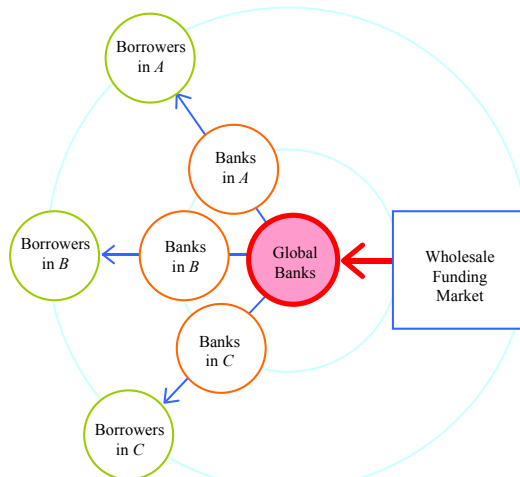 Borrowers
in A
Banks
in A
Borrowers
in B
Banks
in B
Global
Banks
Wholesale
Funding
Market
Banks
in C
Borrowers
in C